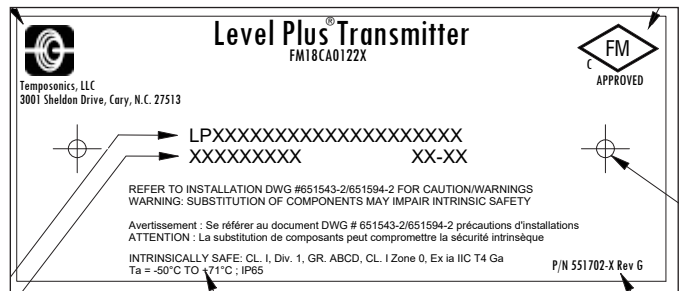 Level Plus® Transmitter
FM18CA0122X
FM
C
APPROVED
Temposonics, LLC
3001 Sheldon Drive, Cary, N.C. 27513
LPXXXXXXXXXXXXXXXXXXXX
XXXXXXXXX XX-XX
REFER TO INSTALLATION DWG #651543-2/651594-2 FOR CAUTION/WARNINGS
WARNING: SUBSTITUTION OF COMPONENTS MAY IMPAIR INTRINSIC SAFETY
Avertissement : Se référer au document DWG # 651543-2/651594-2 précautions d'installations
ATTENTION : La substitution de composants peut compromettre la sécurité intrinsèque
INTRINSICALLY SAFE: CL. I, Div. 1, GR. ABCD, CL. I Zone 0, Ex ia IIC T4 Ga
Ta = -50°C TO +71°C ; IP65
P/N 551702-X Rev G